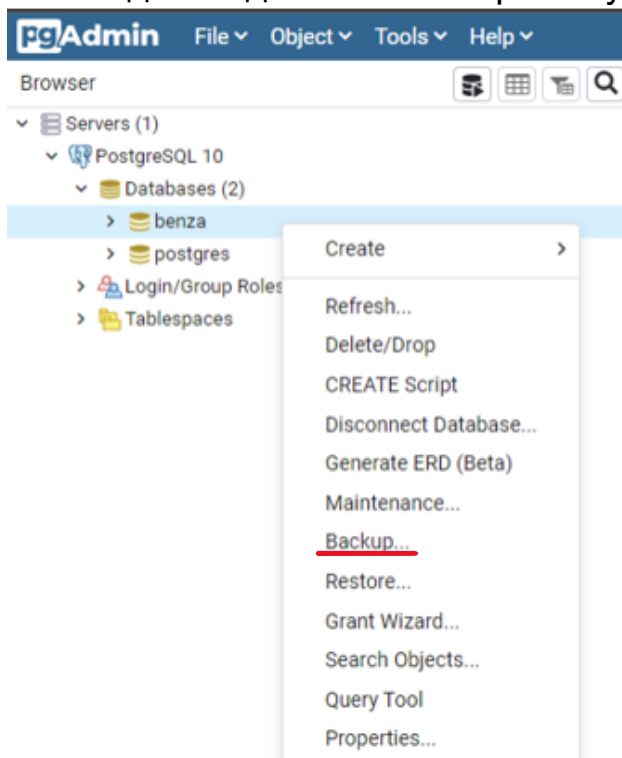 pgAdmin File Object Tools Help
Browser
Servers (1)
PostgreSQL 10
Databases (2)
benza
postgres
Login/Group Roles
Tablespaces
Create
Refresh...
Delete/Drop
CREATE Script
Disconnect Database...
Generate ERD (Beta)
Maintenance...
Backup...
Restore...
Grant Wizard...
Search Objects...
Query Tool
Properties...